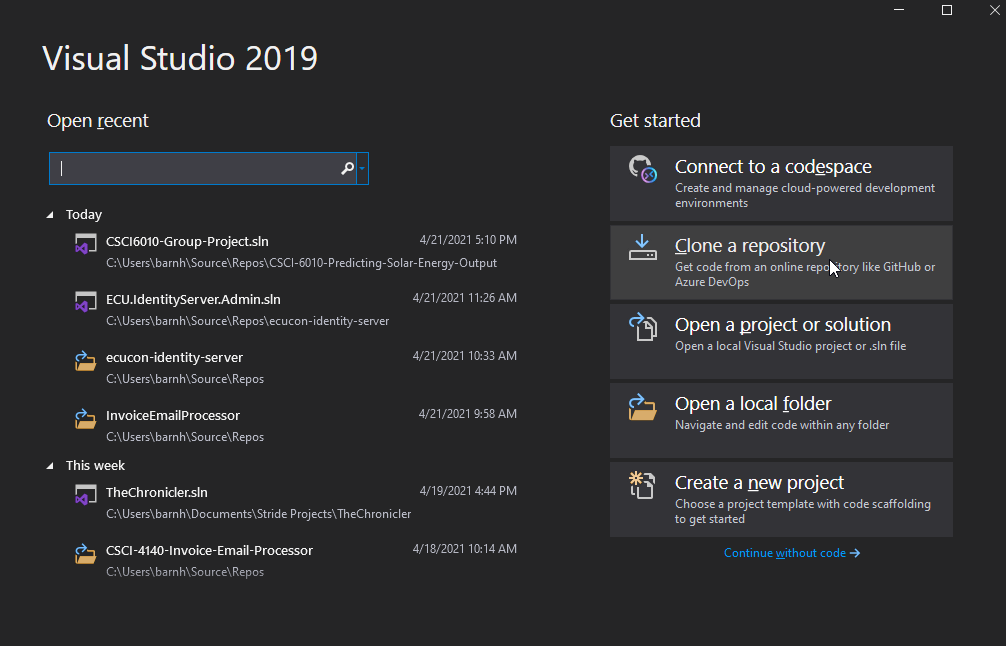 Visual Studio 2019
Open recent
Today
CSCI6010-Group-Project.sln 4/21/2021 5:10 PM
C:\Users\barnh\Source\Repos\CSCI-6010-Predicting-Solar-Energy-Output
ECU.IdentityServer.Admin.sln 4/21/2021 11:26 AM
C:\Users\barnh\Source\Repos\ecucon-identity-server
ecucon-identity-server 4/21/2021 10:33 AM
C:\Users\barnh\Source\Repos
InvoiceEmailProcessor 4/21/2021 9:58 AM
C:\Users\barnh\Source\Repos
This week
TheChronicler.sln 4/19/2021 4:44 PM
C:\Users\barnh\Documents\Stride Projects\TheChronicler
CSCI-4140-Invoice-Email-Processor 4/18/2021 10:14 AM
C:\Users\barnh\Source\Repos
Get started
Connect to a codespace
Create and manage cloud-powered development
environments
Clone a repository
Get code from an online repository like GitHub or
Azure DevOps
Open a project or solution
Open a local Visual Studio project or .sln file
Open a local folder
Navigate and edit code within any folder
Create a new project
Choose a project template with code scaffolding
to get started
Continue without code →